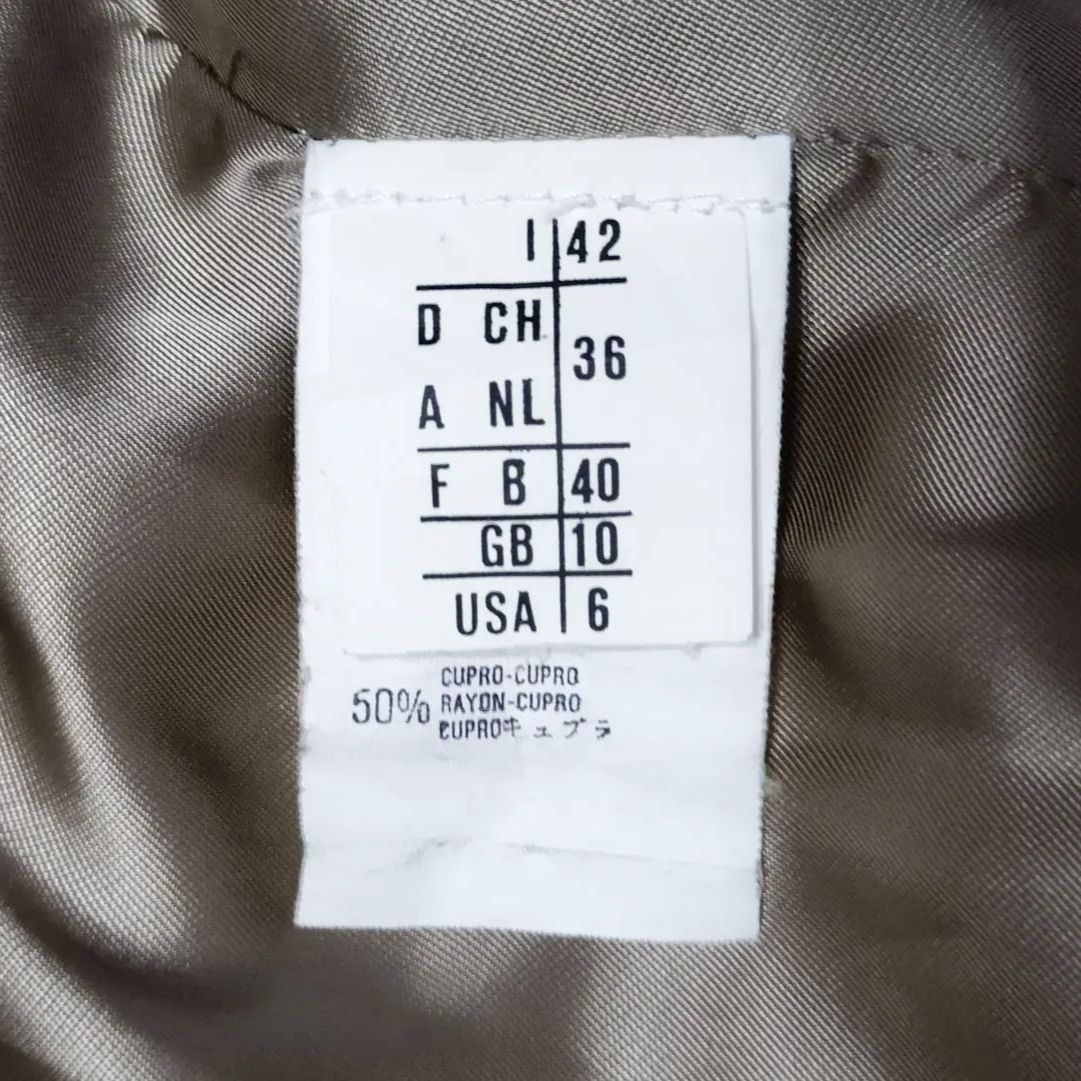 I 42
D CH
36
A NL
F B 40
GB 10
USA 6
CUPRO-CUPRO
50% RAYON-CUPRO
CUPROキュプラ